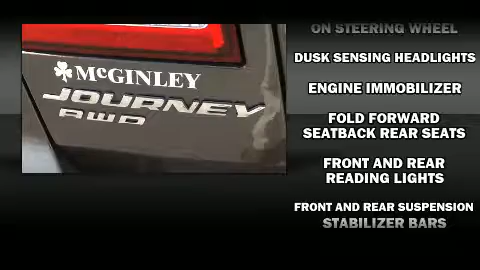 McGINLEY
JOURNEY
AWD
ON STEERING WHEEL
DUSK SENSING HEADLIGHTS
ENGINE IMMOBILIZER
FOLD FORWARD
SEATBACK REAR SEATS
FRONT AND REAR
READING LIGHTS
FRONT AND REAR SUSPENSION
STABILIZER BARS